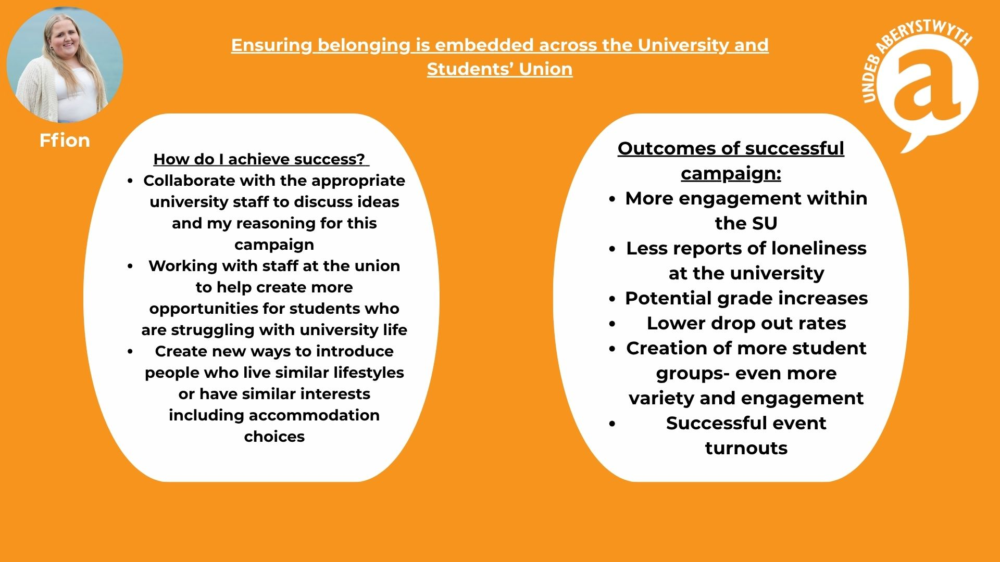 Ensuring belonging is embedded across the University and
Students’ Union
UNDEB ABERYSTWYTH
a
Ffion
How do I achieve success?
• Collaborate with the appropriate
university staff to discuss ideas
and my reasoning for this
campaign
• Working with staff at the union
to help create more
opportunities for students who
are struggling with university life
• Create new ways to introduce
people who live similar lifestyles
or have similar interests
including accommodation
choices
Outcomes of successful
campaign:
• More engagement within
the SU
• Less reports of loneliness
at the university
• Potential grade increases
• Lower drop out rates
• Creation of more student
groups- even more
variety and engagement
• Successful event
turnouts